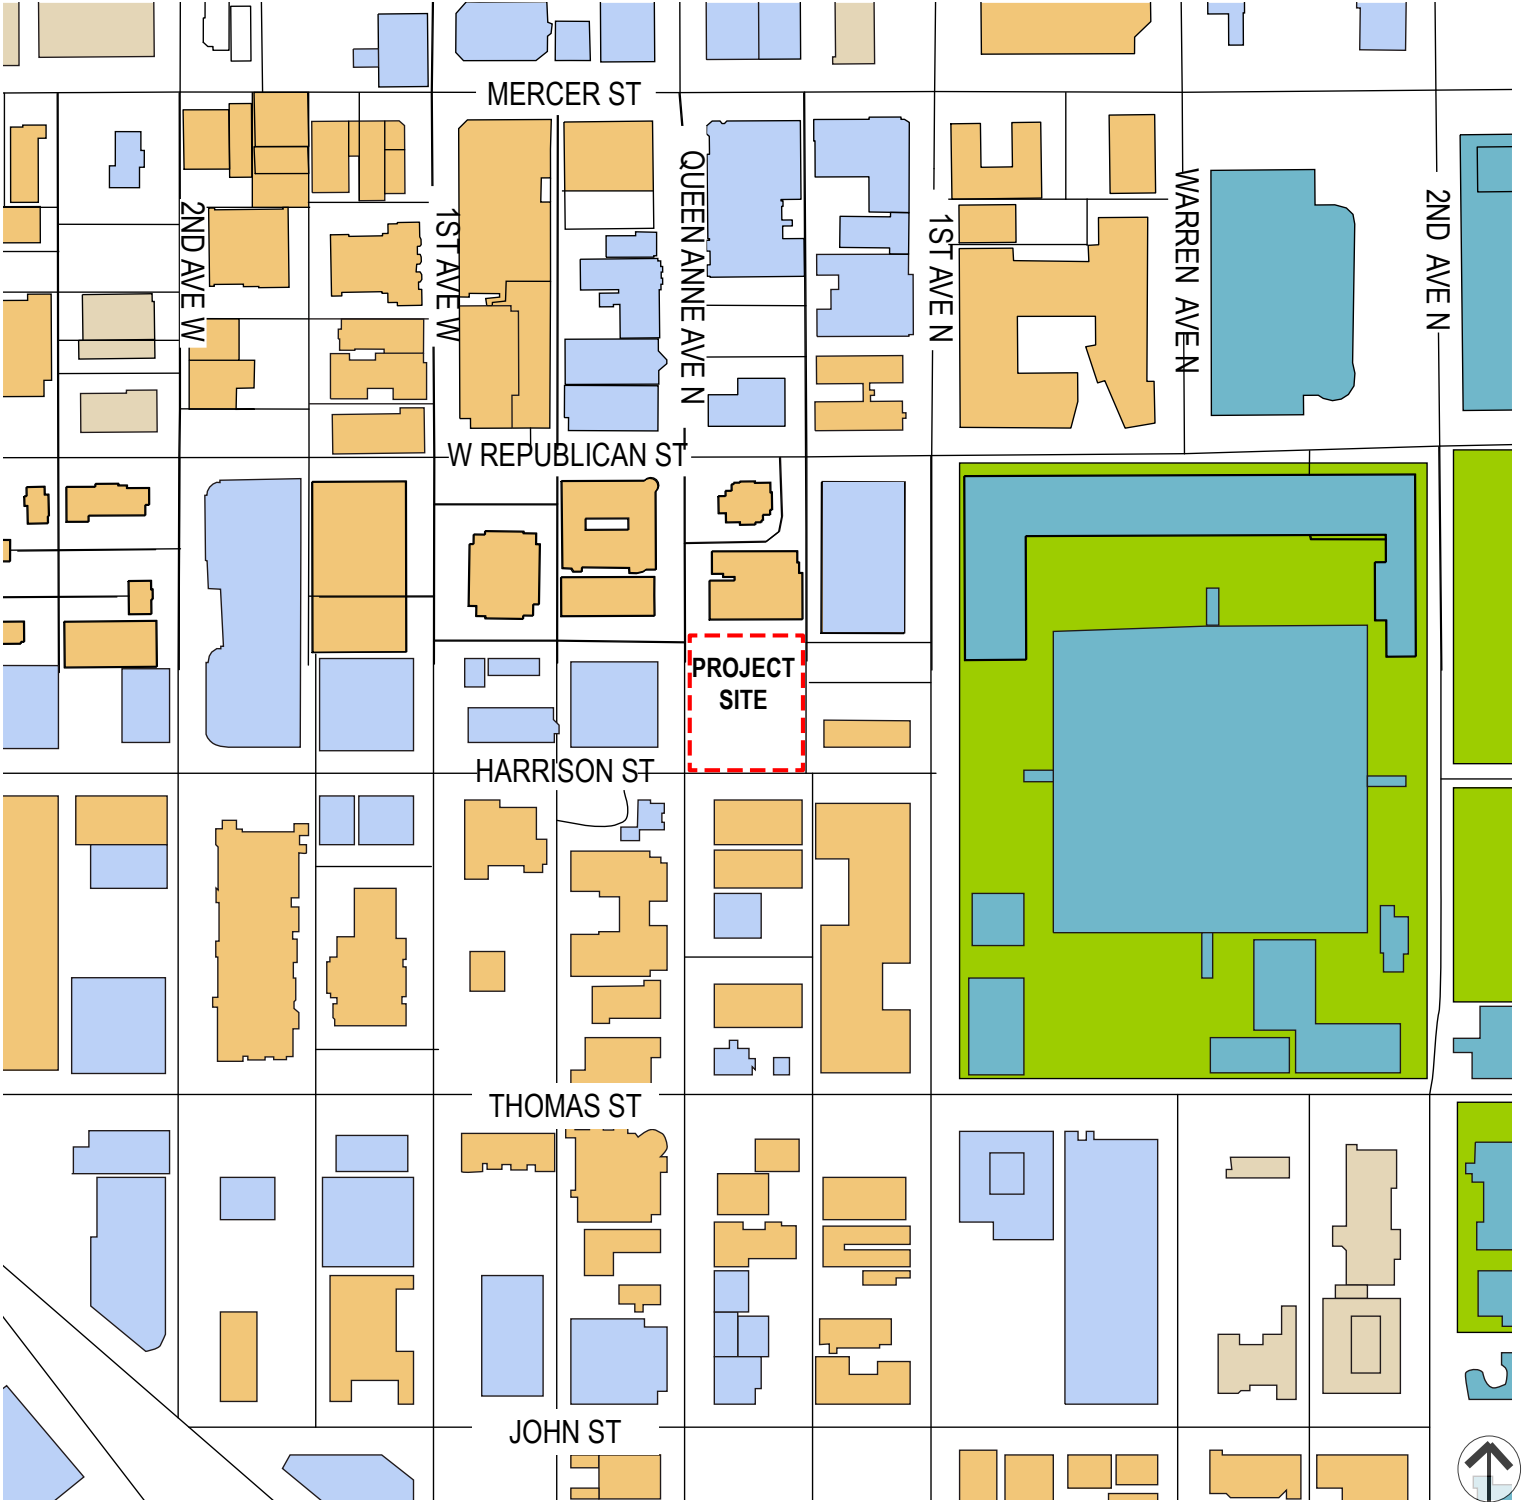 MERCER ST
QUEEN ANNE AVE N
WARREN AVE N
2ND AVE W
1ST AVE W
1ST AVE N
2ND AVE N
W REPUBLICAN ST
PROJECT
SITE
HARRISON ST
THOMAS ST
JOHN ST